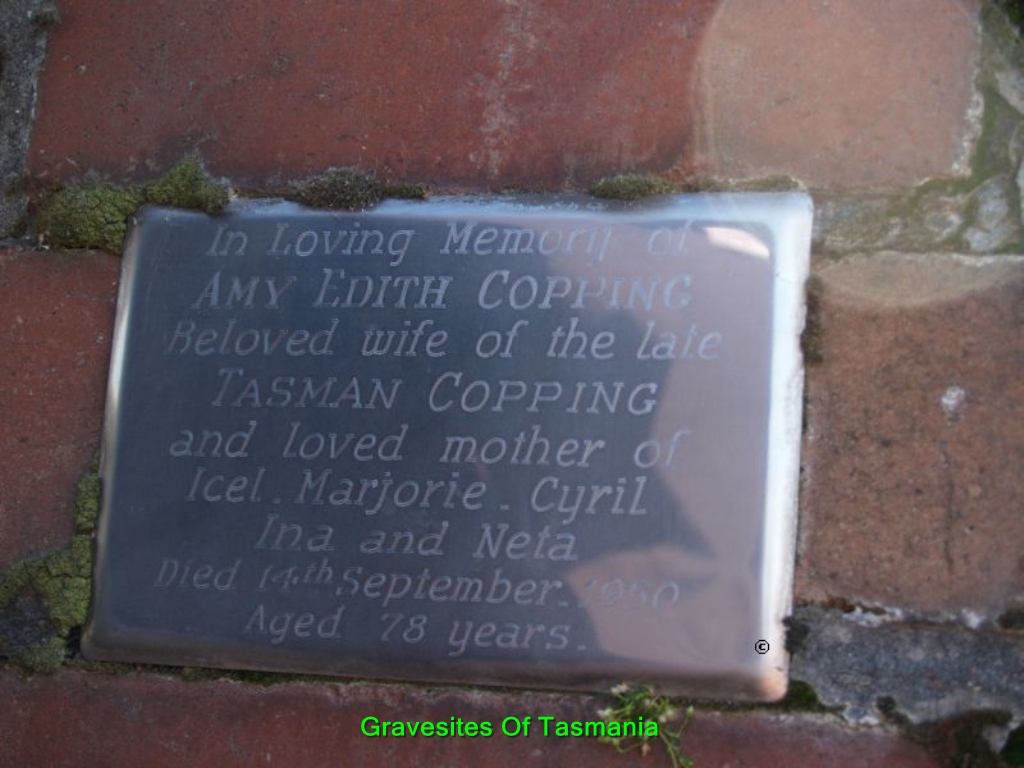 In Loving Memory of
AMY EDITH COPPING
Beloved wife of the late
TASMAN COPPING
and loved mother of
Icel. Marjorie. Cyril
Ina and Neta
Died 14th September.
Aged 78 years.
©
Gravesites Of Tasmania